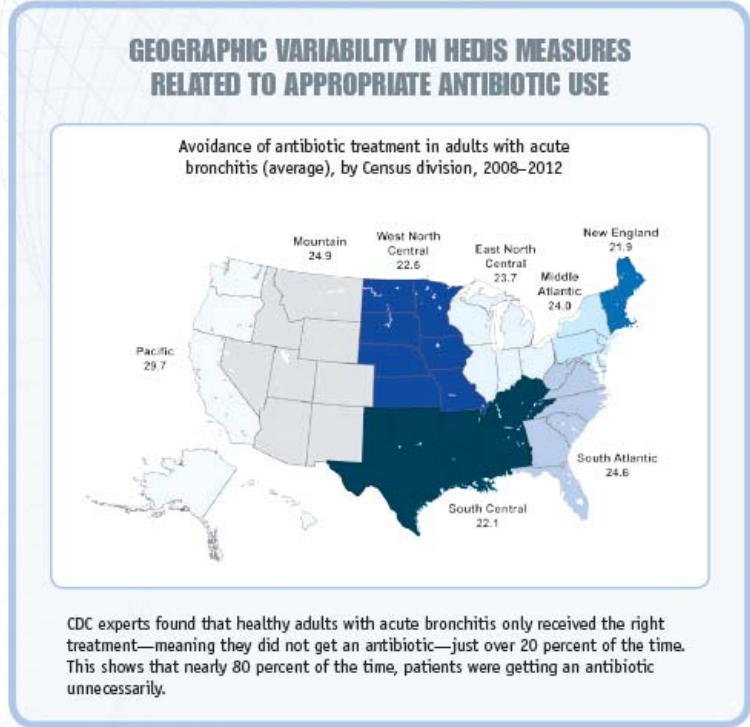 GEOGRAPHIC VARIABILITY IN HEDIS MEASURES
RELATED TO APPROPRIATE ANTIBIOTIC USE
Avoidance of antibiotic treatment in adults with acute
bronchitis (average), by Census division, 2008–2012
New England
21.9
West North
Central
22.6
Mountain
24.9
East North
Central
23.7
Middle
Atlantic
24.0
Pacific
29.7
South Atlantic
24.6
South Central
22.1
CDC experts found that healthy adults with acute bronchitis only received the right
treatment—meaning they did not get an antibiotic—just over 20 percent of the time.
This shows that nearly 80 percent of the time, patients were getting an antibiotic
unnecessarily.